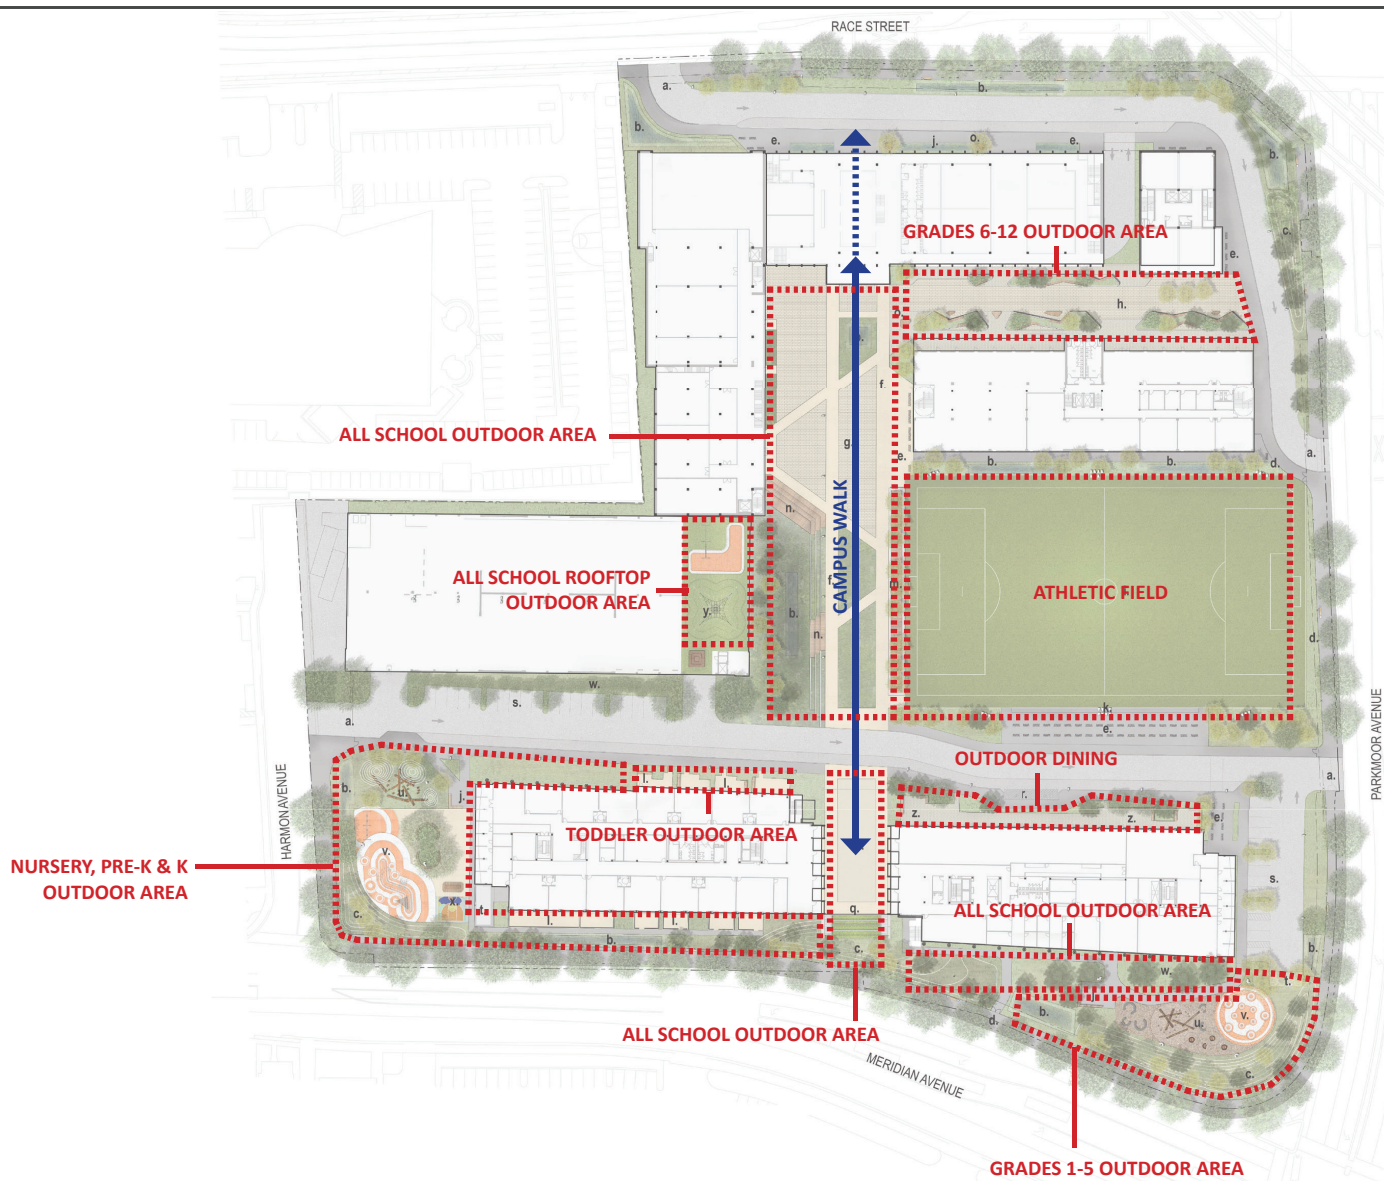 RACE STREET
a.
b.
b.
e.
j.
o.
e.
b.
c.
e.
GRADES 6-12 OUTDOOR AREA
h.
f.
ALL SCHOOL OUTDOOR AREA
g.
e.
b.
b.
d.
a.
n.
CAMPUS WALK
ALL SCHOOL ROOFTOP
OUTDOOR AREA
y.
b.
f.
n.
ATHLETIC FIELD
d.
w.
s.
a.
k.
e.
PARKMOOR AVENUE
HARMON AVENUE
OUTDOOR DINING
a.
b.
u.
j.
l.
l.
r.
z.
z.
e.
TODDLER OUTDOOR AREA
NURSERY, PRE-K & K
OUTDOOR AREA
v.
s.
x.
t.
c.
l.
l.
b.
q.
c.
ALL SCHOOL OUTDOOR AREA
b.
w.
t.
j.
ALL SCHOOL OUTDOOR AREA
d.
b.
u.
v.
c.
MERIDIAN AVENUE
GRADES 1-5 OUTDOOR AREA